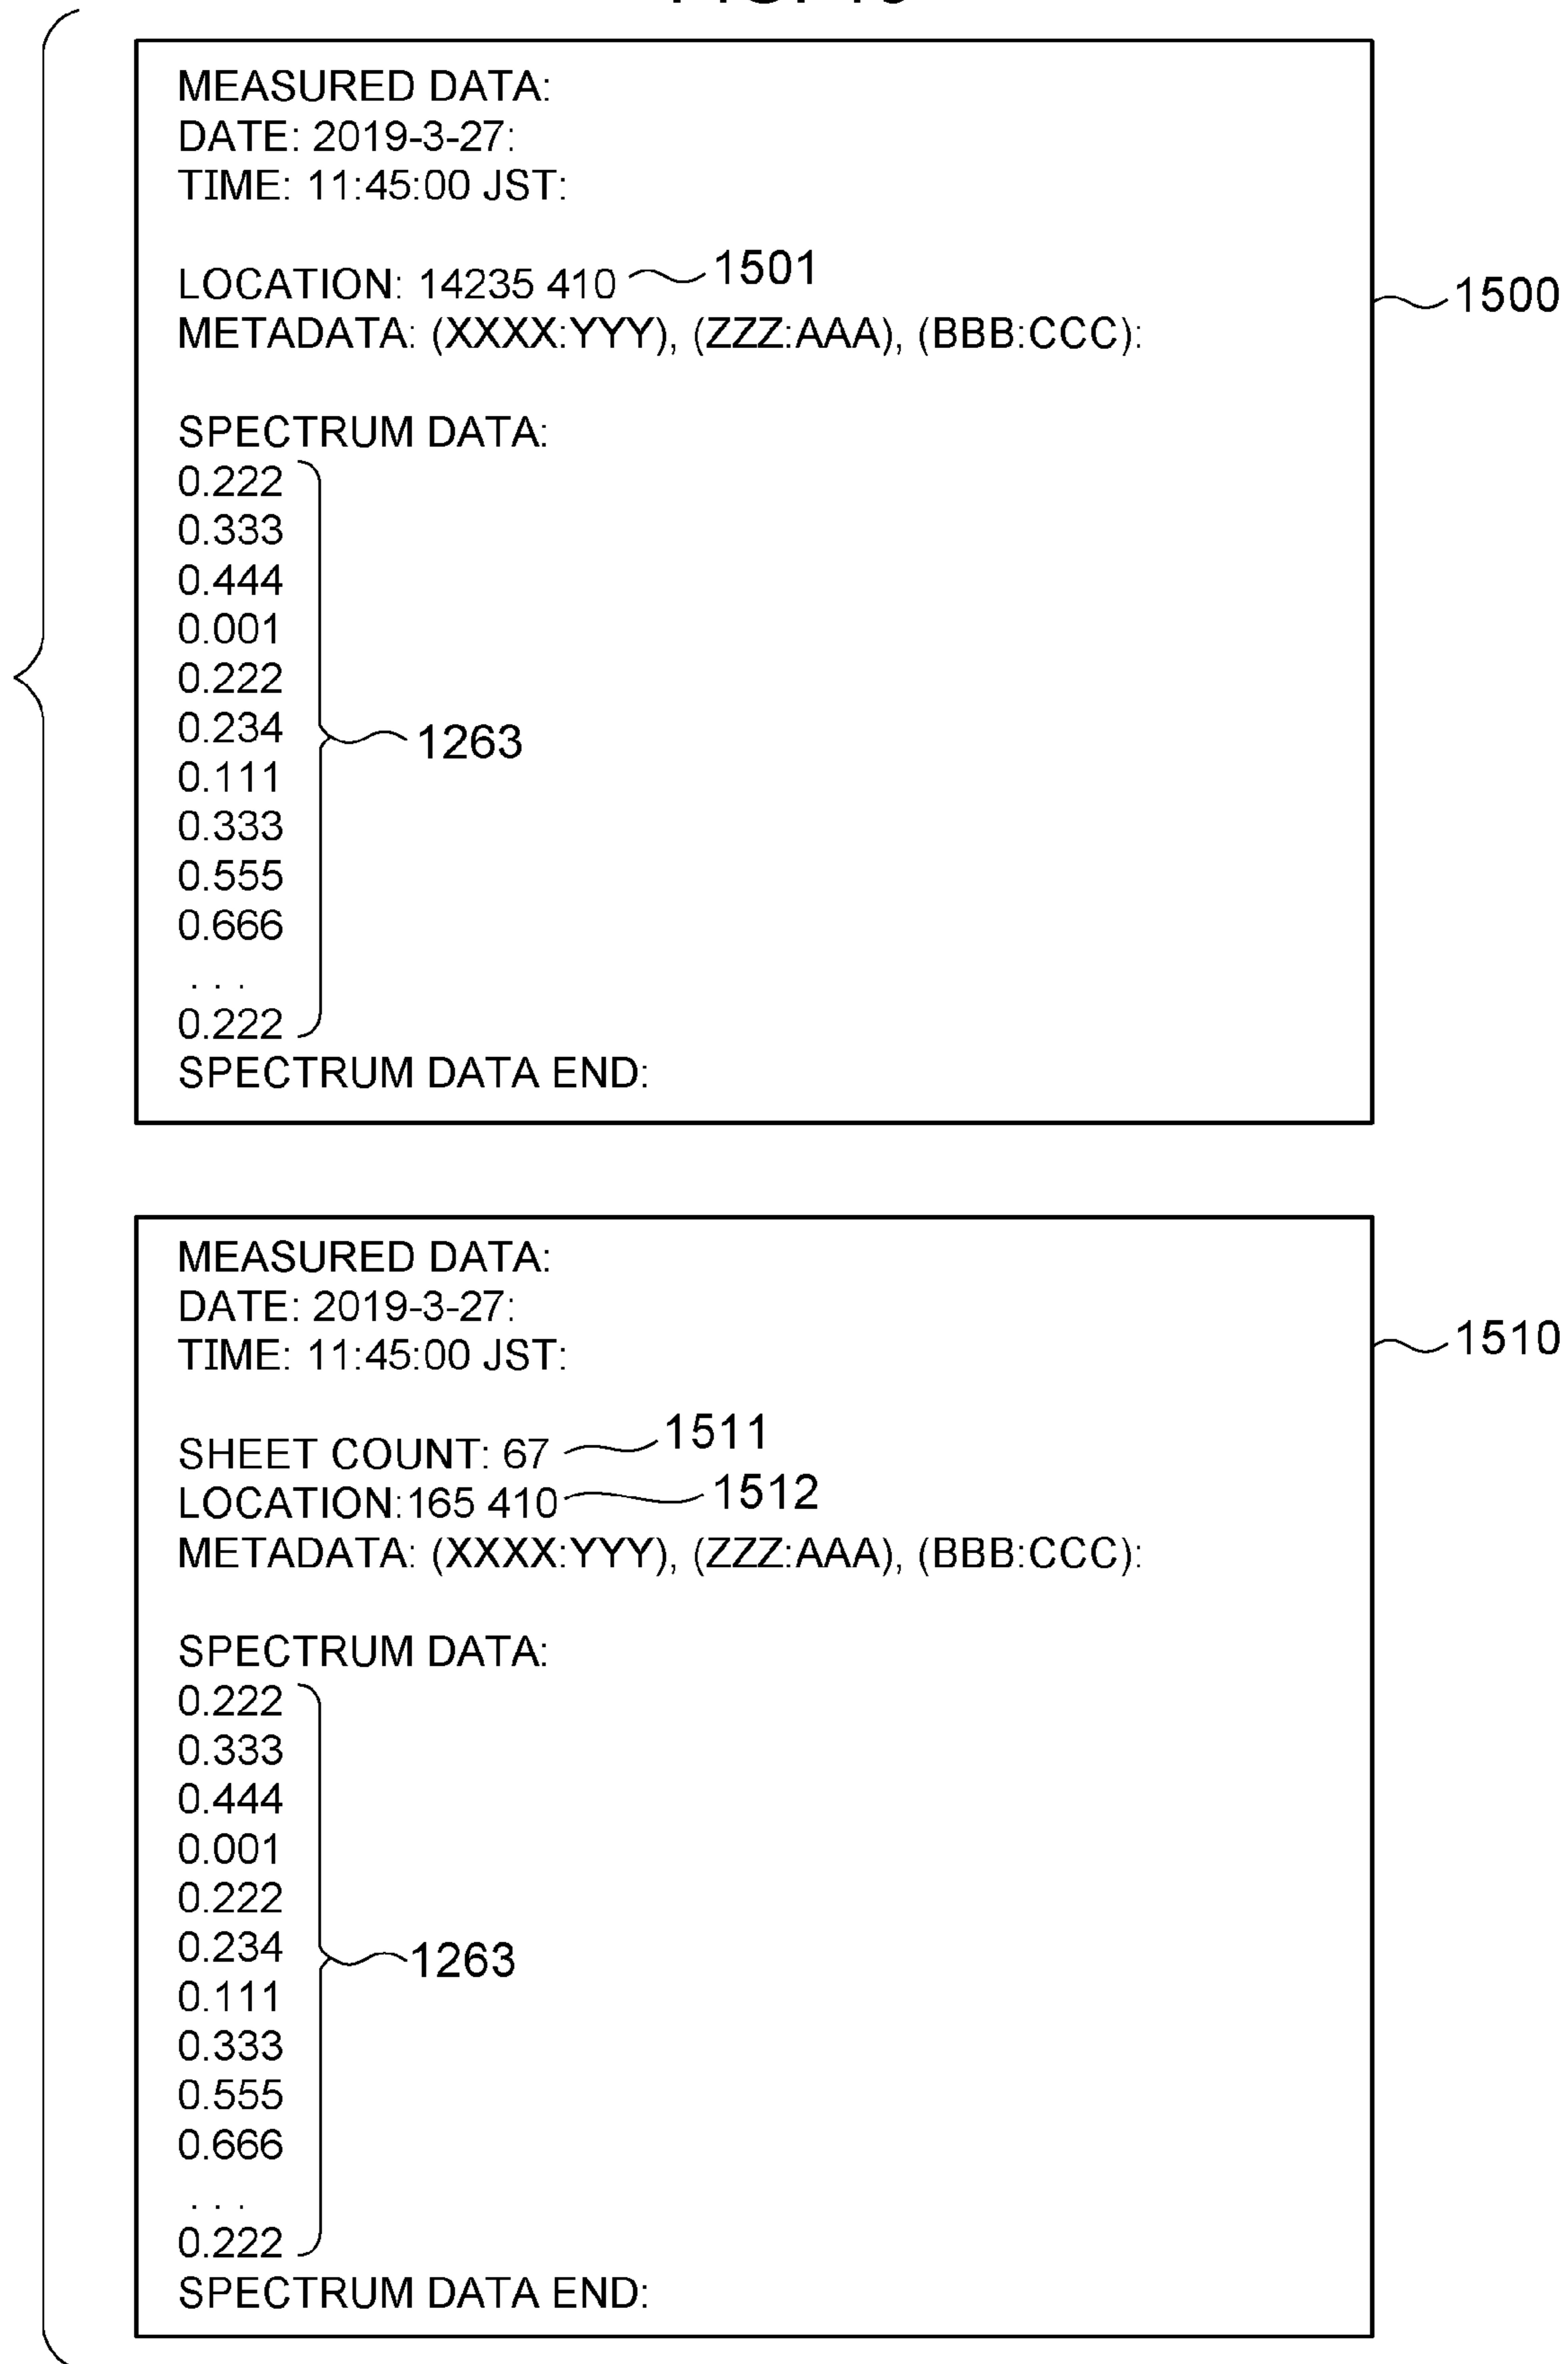 MEASURED DATA:
DATE: 2019-3-27:
TIME: 11:45:00 JST:
LOCATION: 14235 410 1501
1500
METADATA: (XXXX:YYY), (ZZZ:AAA), (BBB:CCC):
SPECTRUM DATA:
0.222
0.333
0.444
0.001
0.222
0.234
1263
0.111
0.333
0.555
0.666
. . .
0.222
SPECTRUM DATA END:
MEASURED DATA:
DATE: 2019-3-27:
TIME: 11:45:00 JST:
1510
SHEET COUNT: 67 1511
LOCATION:165 410 1512
METADATA: (XXXX:YYY), (ZZZ:AAA), (BBB:CCC):
SPECTRUM DATA:
0.222
0.333
0.444
0.001
0.222
0.234
1263
0.111
0.333
0.555
0.666
. . .
0.222
SPECTRUM DATA END: